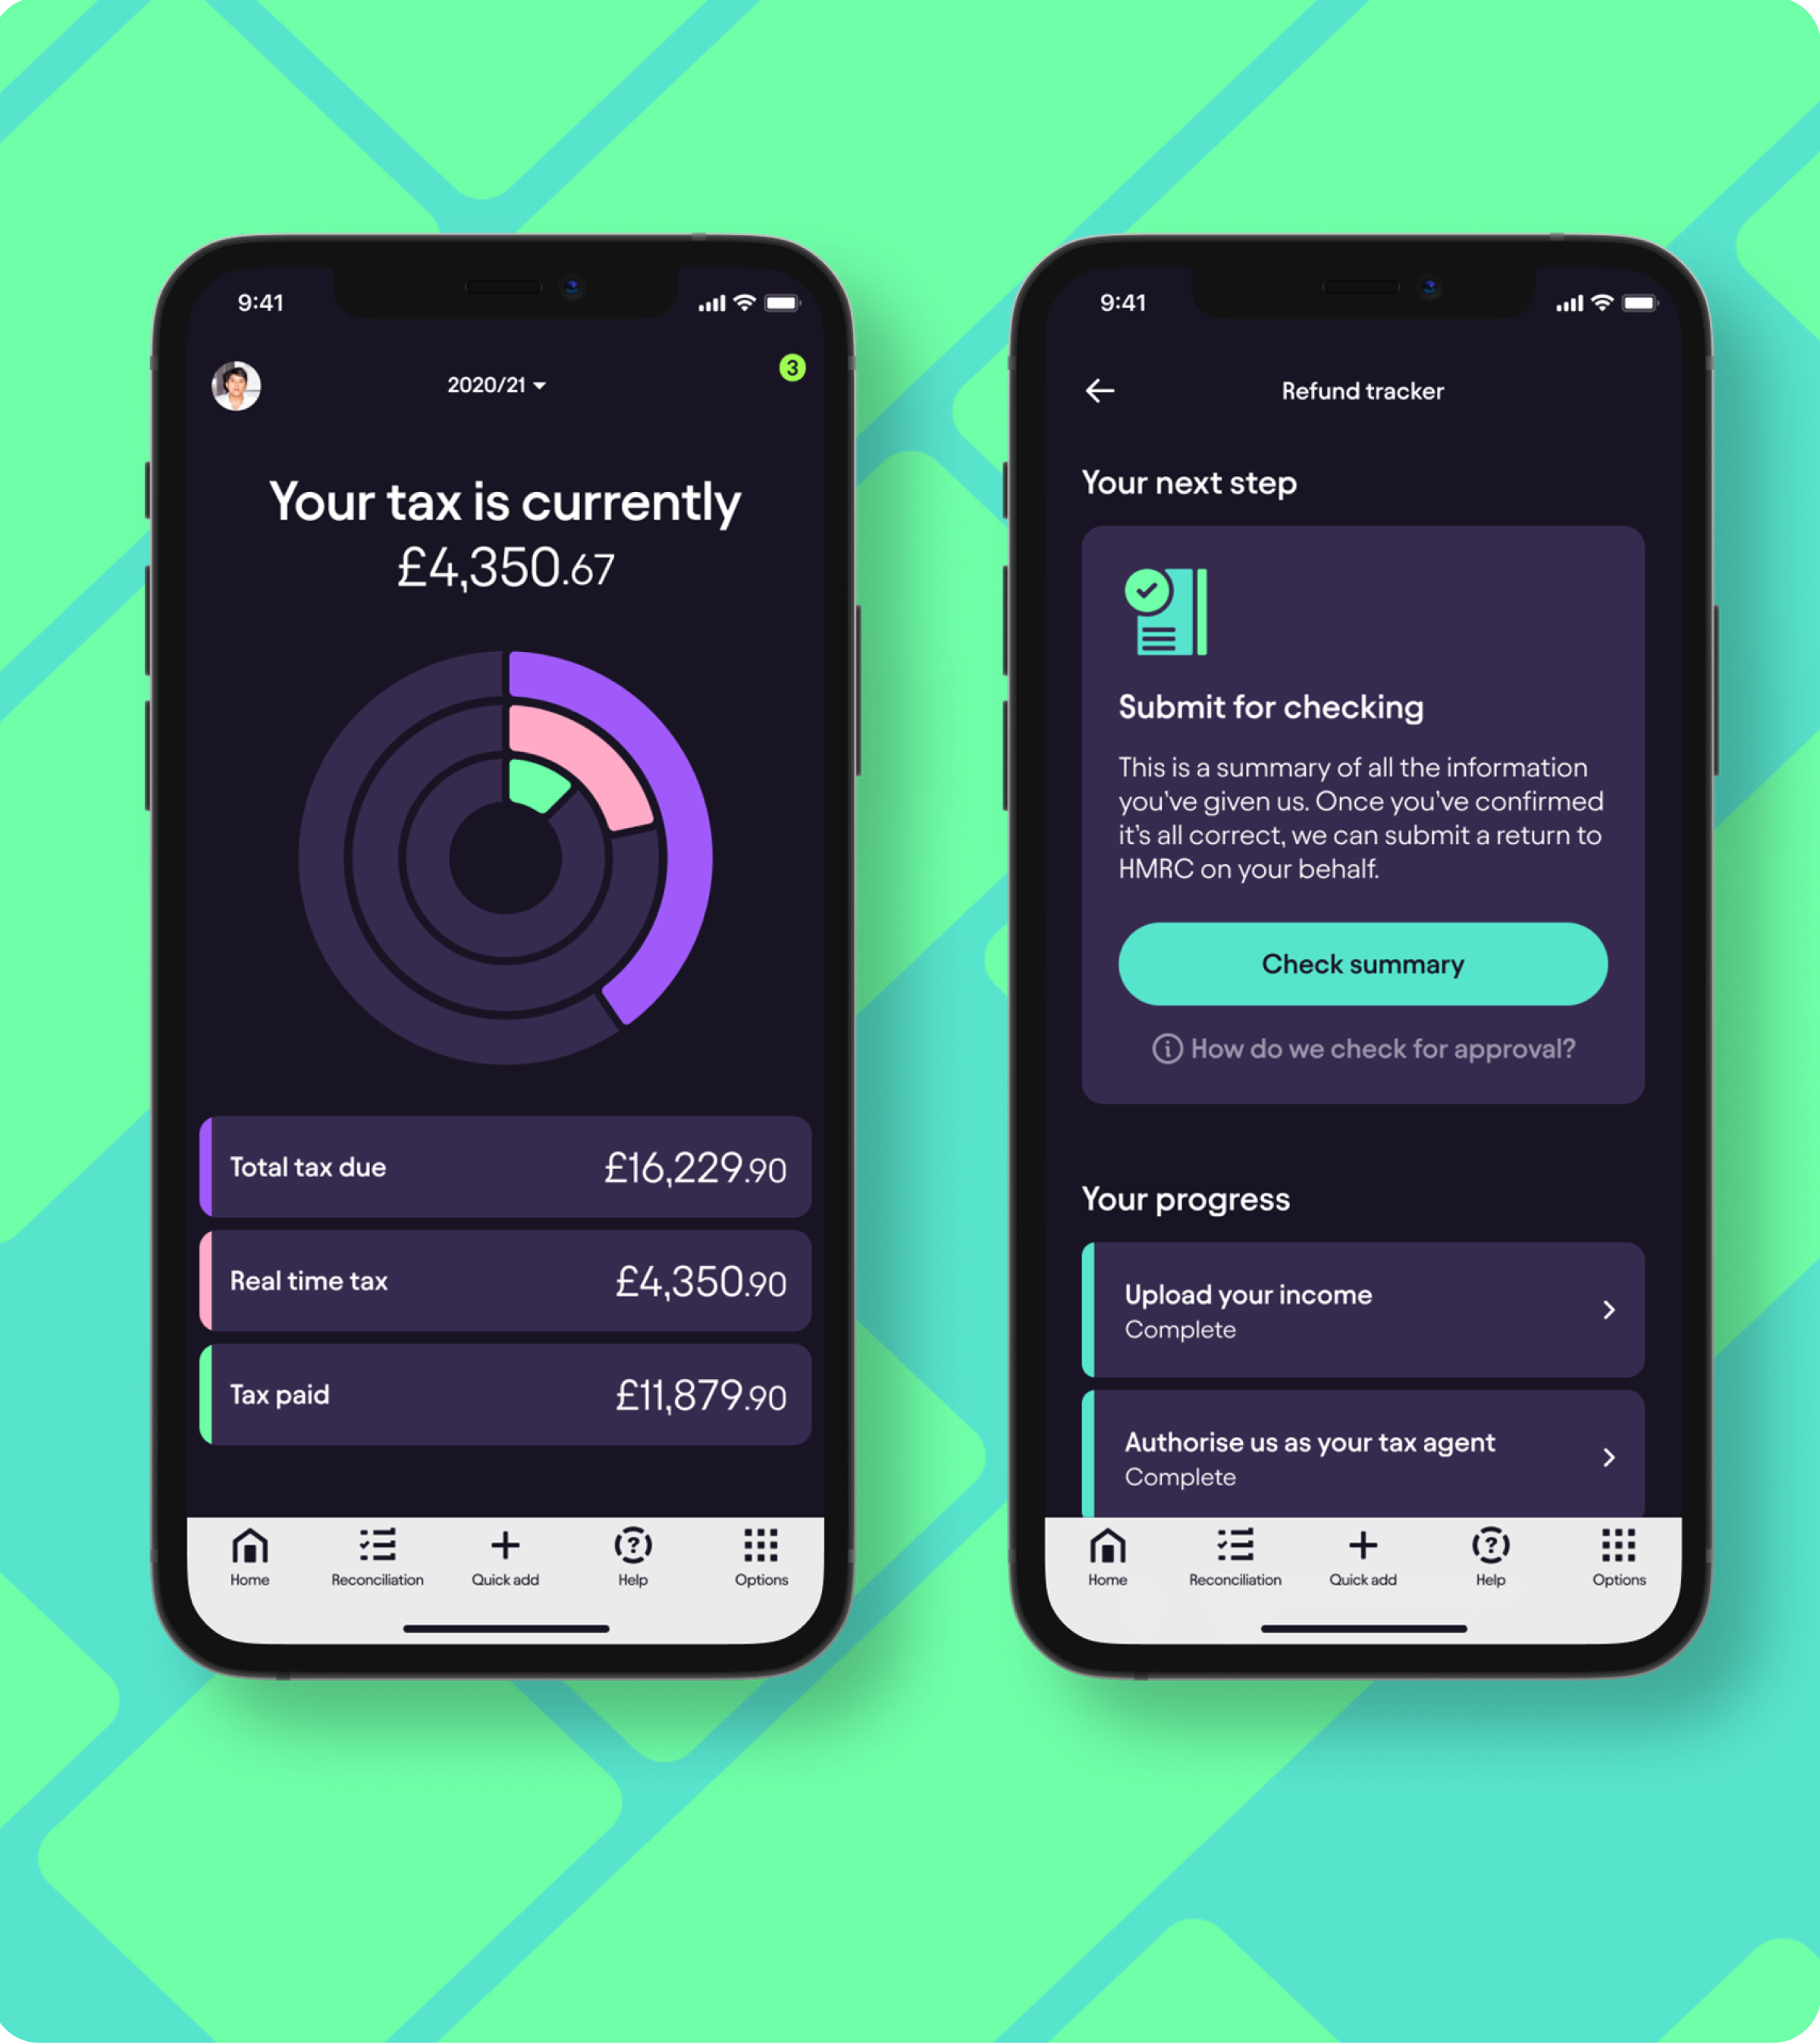 9:41
2020/21
3
Your tax is currently
£4,350.67
Total tax due
£16,229.90
Real time tax
£4,350.90
Tax paid
£11,879.90
Home
Reconciliation
Quick add
Help
Options
9:41
Refund tracker
Your next step
Submit for checking
This is a summary of all the information
you've given us. Once you've confirmed
it's all correct, we can submit a return to
HMRC on your behalf.
Check summary
How do we check for approval?
Your progress
Upload your income
Complete
Authorise us as your tax agent
Complete
Home
Reconciliation
Quick add
Help
Options